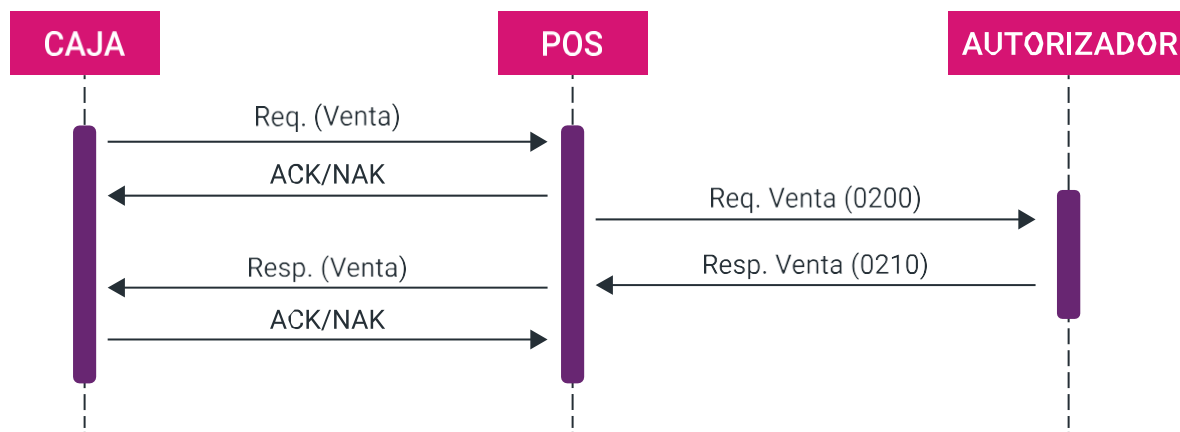 CAJA
POS
AUTORIZADOR
Req. (Venta)
ACK/NAK
Req. Venta (0200)
Resp. Venta (0210)
Resp. (Venta)
ACK/NAK